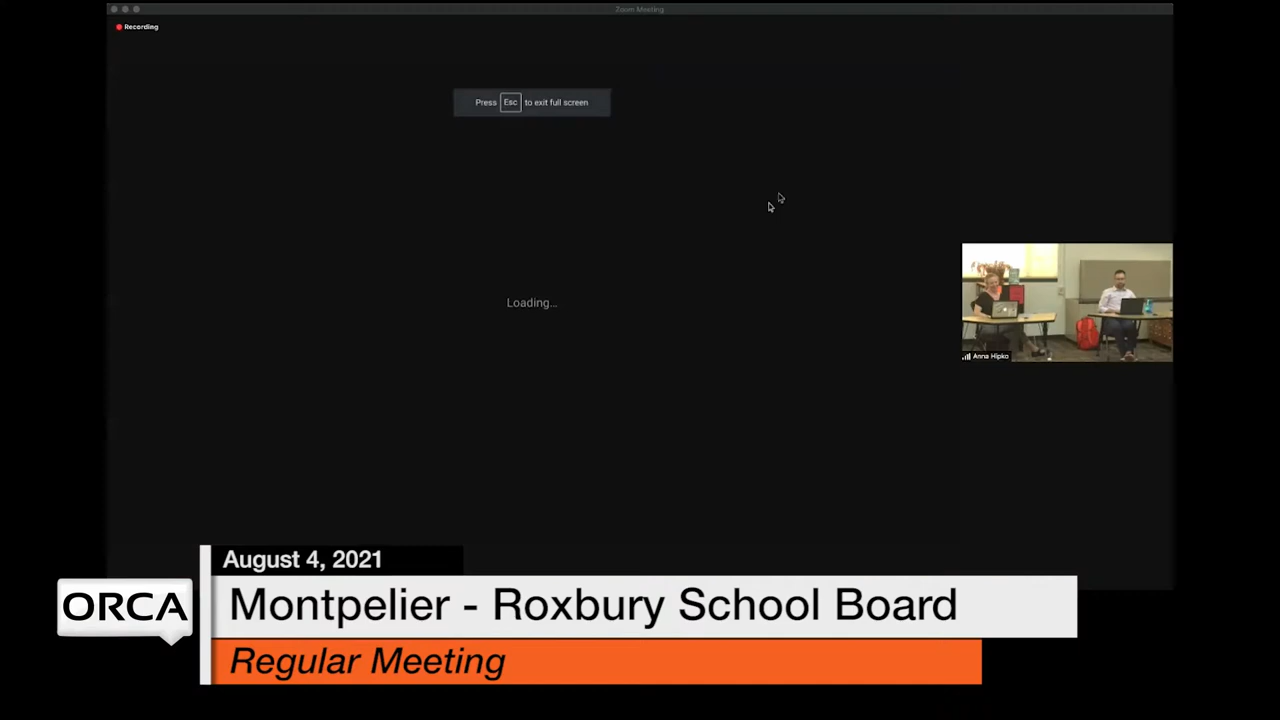 Zoom Meeting
Recording
Press Esc to exit full screen
Loading...
Anna Hipko
August 4, 2021
ORCA
Montpelier - Roxbury School Board
Regular Meeting